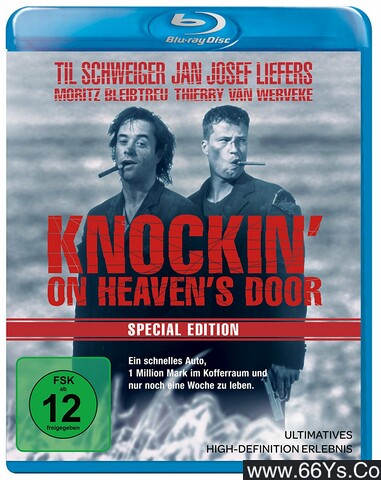 Blu-ray Disc
TIL SCHWEIGER JAN JOSEF LIEFERS
MORITZ BLEIBTREU THIERRY VAN WERVEKE
KNOCKIN'
ON HEAVEN'S DOOR
SPECIAL EDITION
Ein schnelles Auto,
1 Million Mark im Kofferraum und
nur noch eine Woche zu leben.
FSK
ab
12
freigegeben
ULTIMATIVES
HIGH-DEFINITION ERLEBNIS
www.66Ys.Co